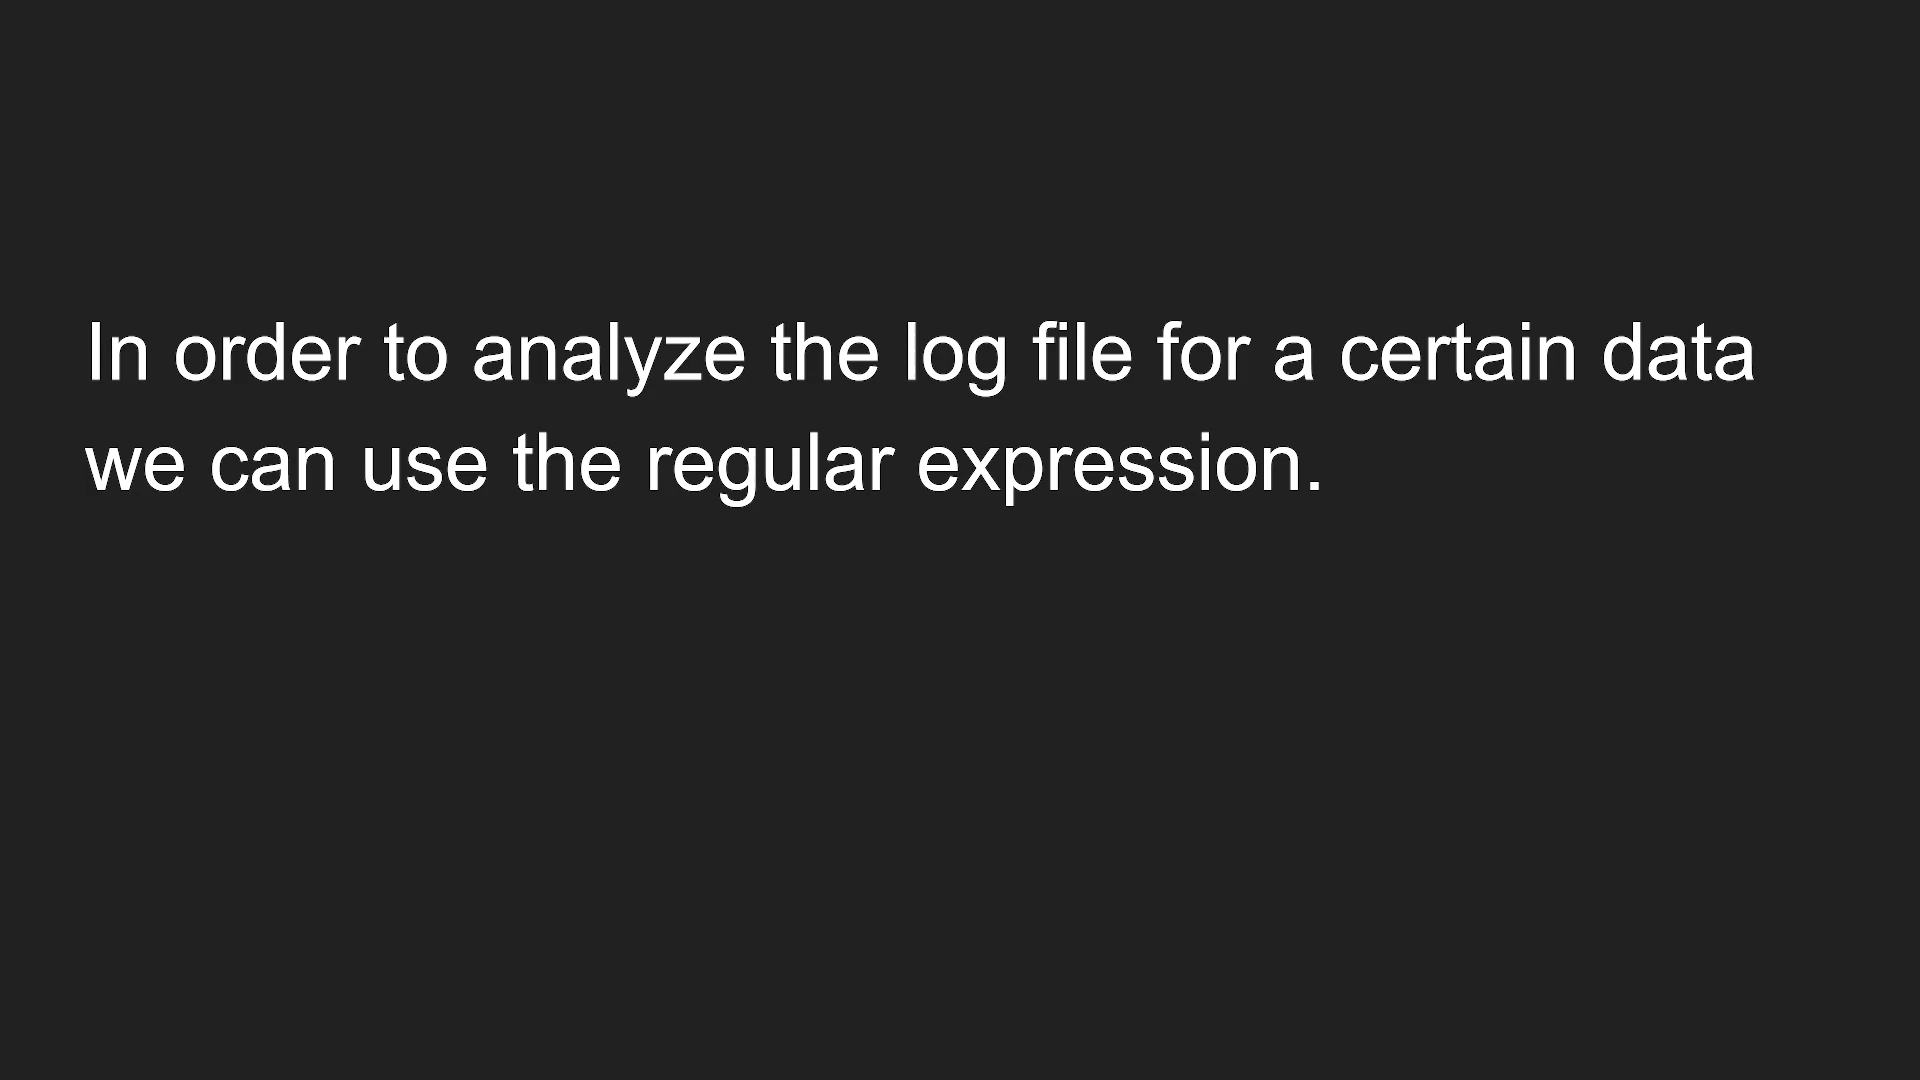 In order to analyze the log file for a certain data
we can use the regular expression.